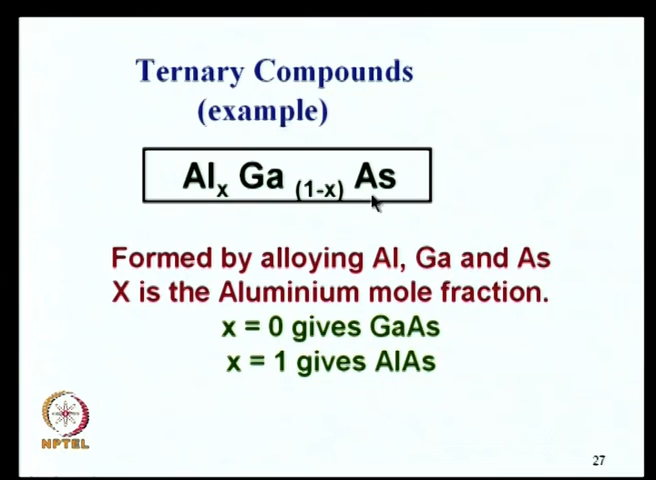 Ternary Compounds
(example)
Alx Ga (1-x) As
Formed by alloying Al, Ga and As
X is the Aluminium mole fraction.
x = 0 gives GaAs
x = 1 gives AlAs
NPTEL
27